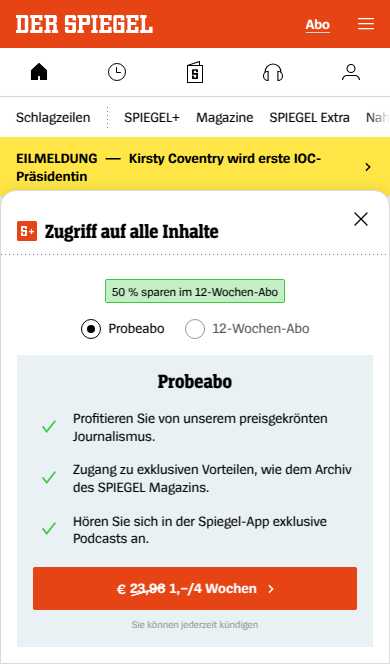 DER SPIEGEL
Abo
Schlagzeilen
SPIEGEL+
Magazine
SPIEGEL Extra
Nah
EILMELDUNG — Kirsty Coventry wird erste IOC-
Präsidentin
S+ Zugriff auf alle Inhalte
50 % sparen im 12-Wochen-Abo
Probeabo
12-Wochen-Abo
Probeabo
Profitieren Sie von unserem preisgekrönten
Journalismus.
Zugang zu exklusiven Vorteilen, wie dem Archiv
des SPIEGEL Magazins.
Hören Sie sich in der Spiegel-App exklusive
Podcasts an.
€ 23,96 1,–/4 Wochen
Sie können jederzeit kündigen